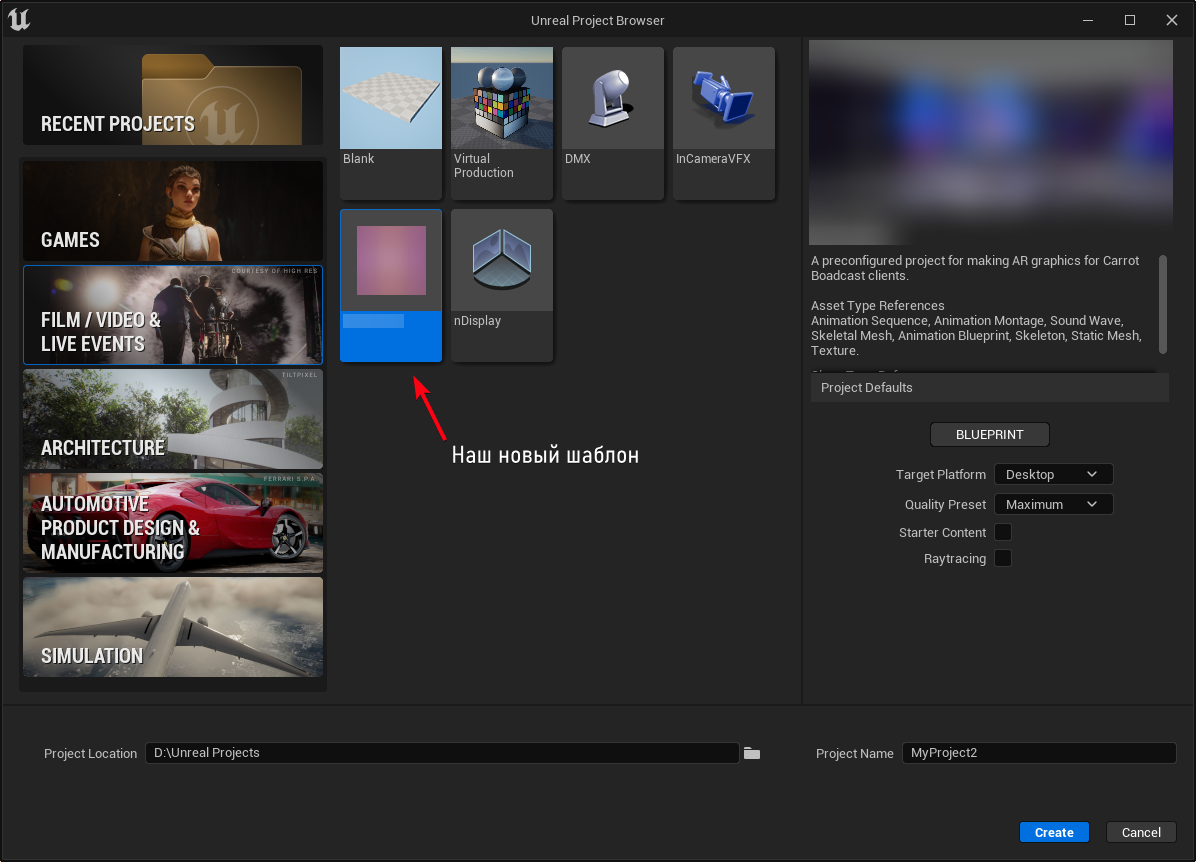 Unreal Project Browser
RECENT PROJECTS
GAMES
COURTESY OF HIGH RES
FILM / VIDEO &
LIVE EVENTS
TILTPIXEL
ARCHITECTURE
FERRARI S.P.A.
AUTOMOTIVE
PRODUCT DESIGN &
MANUFACTURING
SIMULATION
Blank
Virtual
Production
DMX
InCameraVFX
nDisplay
Наш новый шаблон
A preconfigured project for making AR graphics for Carrot
Boadcast clients.
Asset Type References
Animation Sequence, Animation Montage, Sound Wave,
Skeletal Mesh, Animation Blueprint, Skeleton, Static Mesh,
Texture.
Project Defaults
BLUEPRINT
Target Platform Desktop
Quality Preset Maximum
Starter Content
Raytracing
Project Location D:\Unreal Projects
Project Name MyProject2
Create Cancel